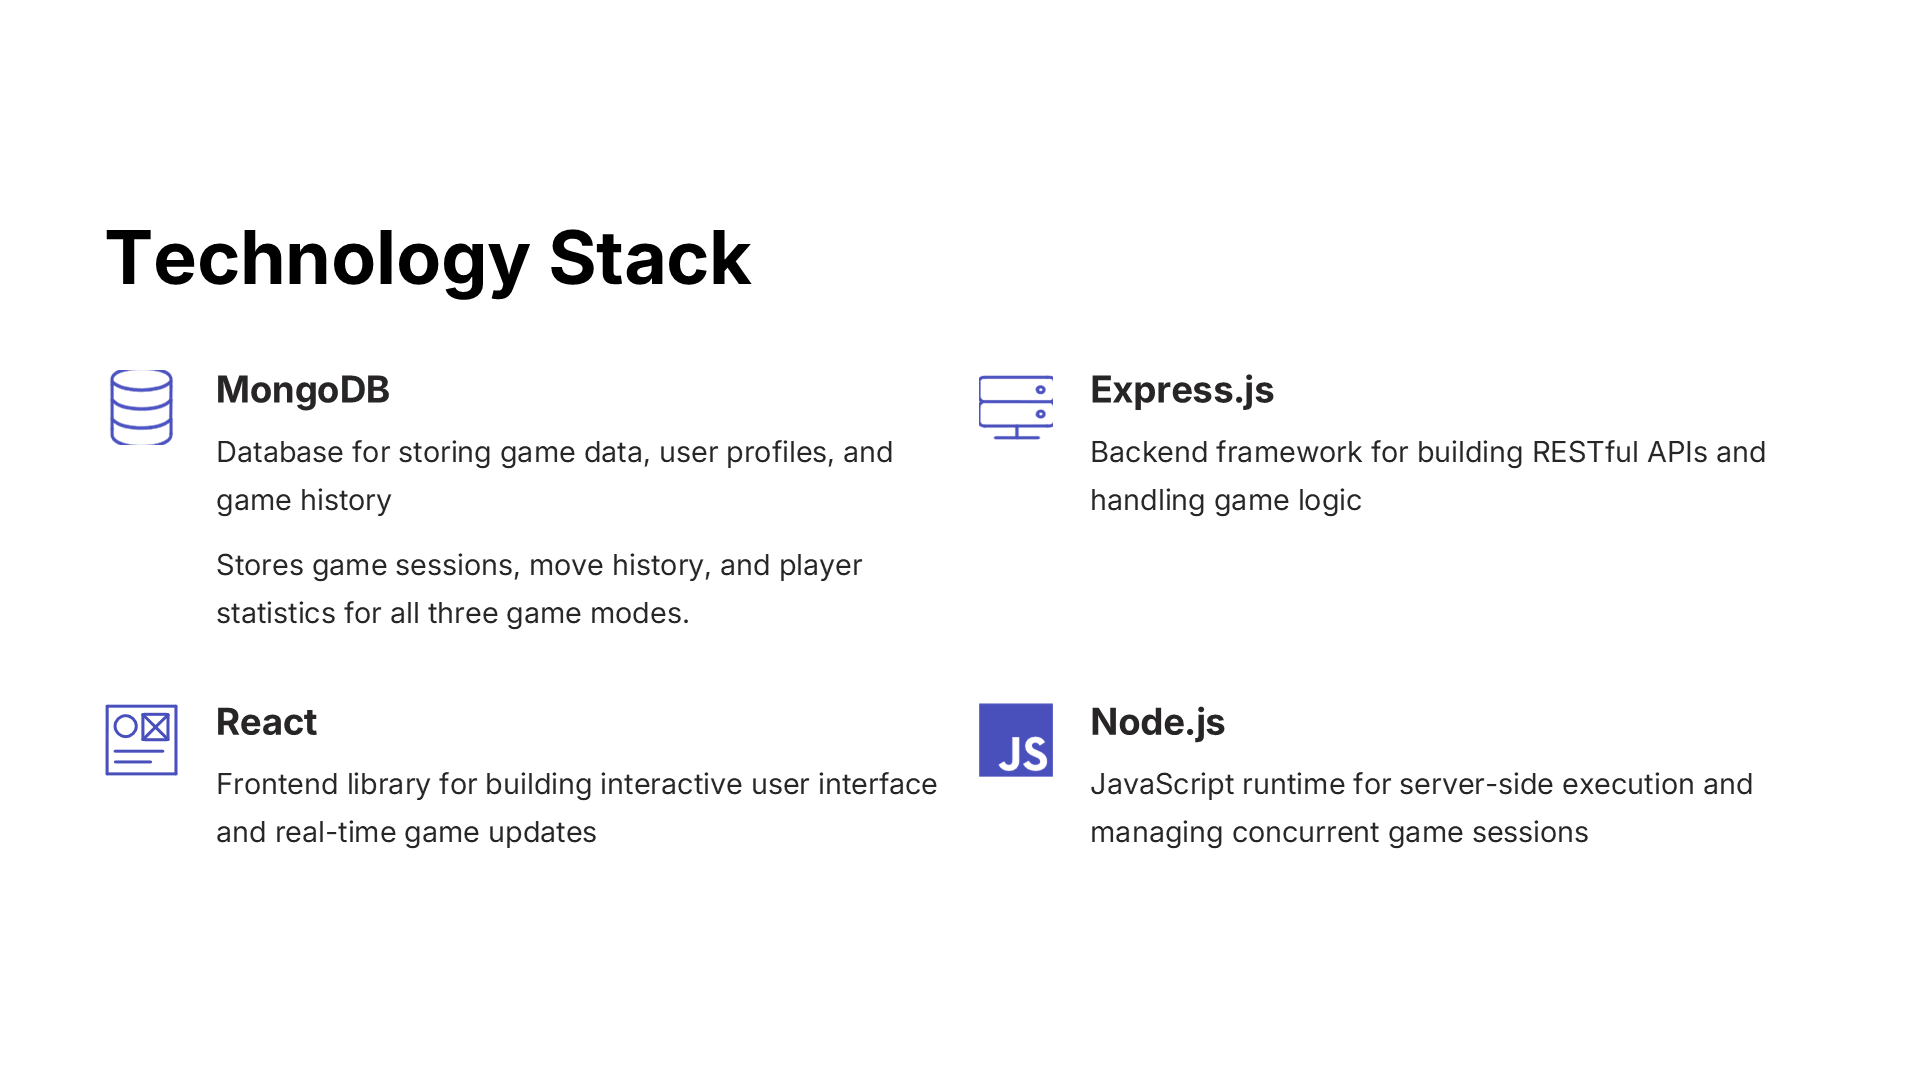 Technology Stack
MongoDB
Database for storing game data, user profiles, and
game history
Stores game sessions, move history, and player
statistics for all three game modes.
Express.js
Backend framework for building RESTful APIs and
handling game logic
React
Frontend library for building interactive user interface
and real-time game updates
JS
Node.js
JavaScript runtime for server-side execution and
managing concurrent game sessions